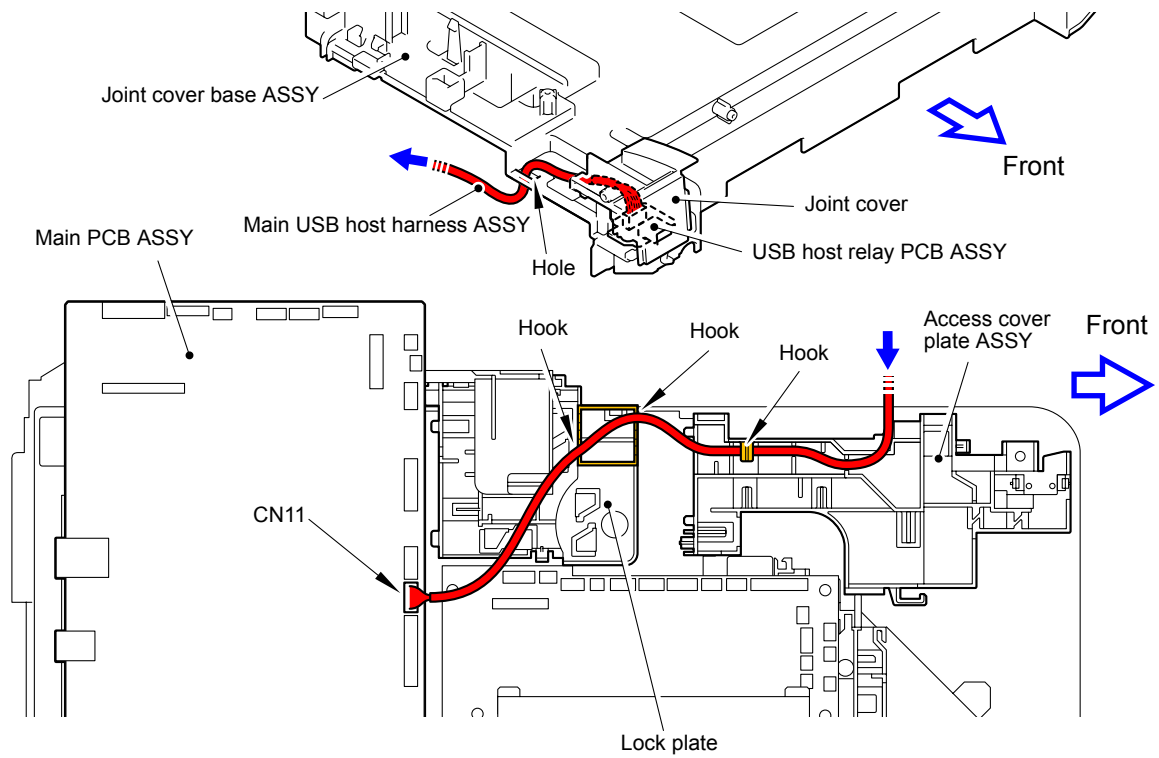 Joint cover base ASSY
Front
Joint cover
Main USB host harness ASSY
Main PCB ASSY
USB host relay PCB ASSY
Hole
Hook
Hook
Hook
Access cover
plate ASSY
Front
CN11
Lock plate